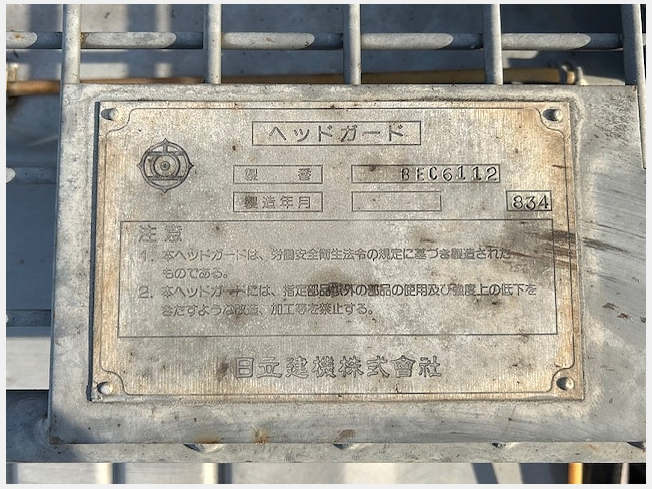 ヘッドガード
製番 BEC6112
製造年月
834
注意
1. 本ヘッドガードは、労働安全衛生法令の規定に基づき製造された
ものである。
2. 本ヘッドガードには、指定部品以外の部品の使用及び強度上の低下を
きたすような改造、加工等を禁止する。
日立建機株式會社